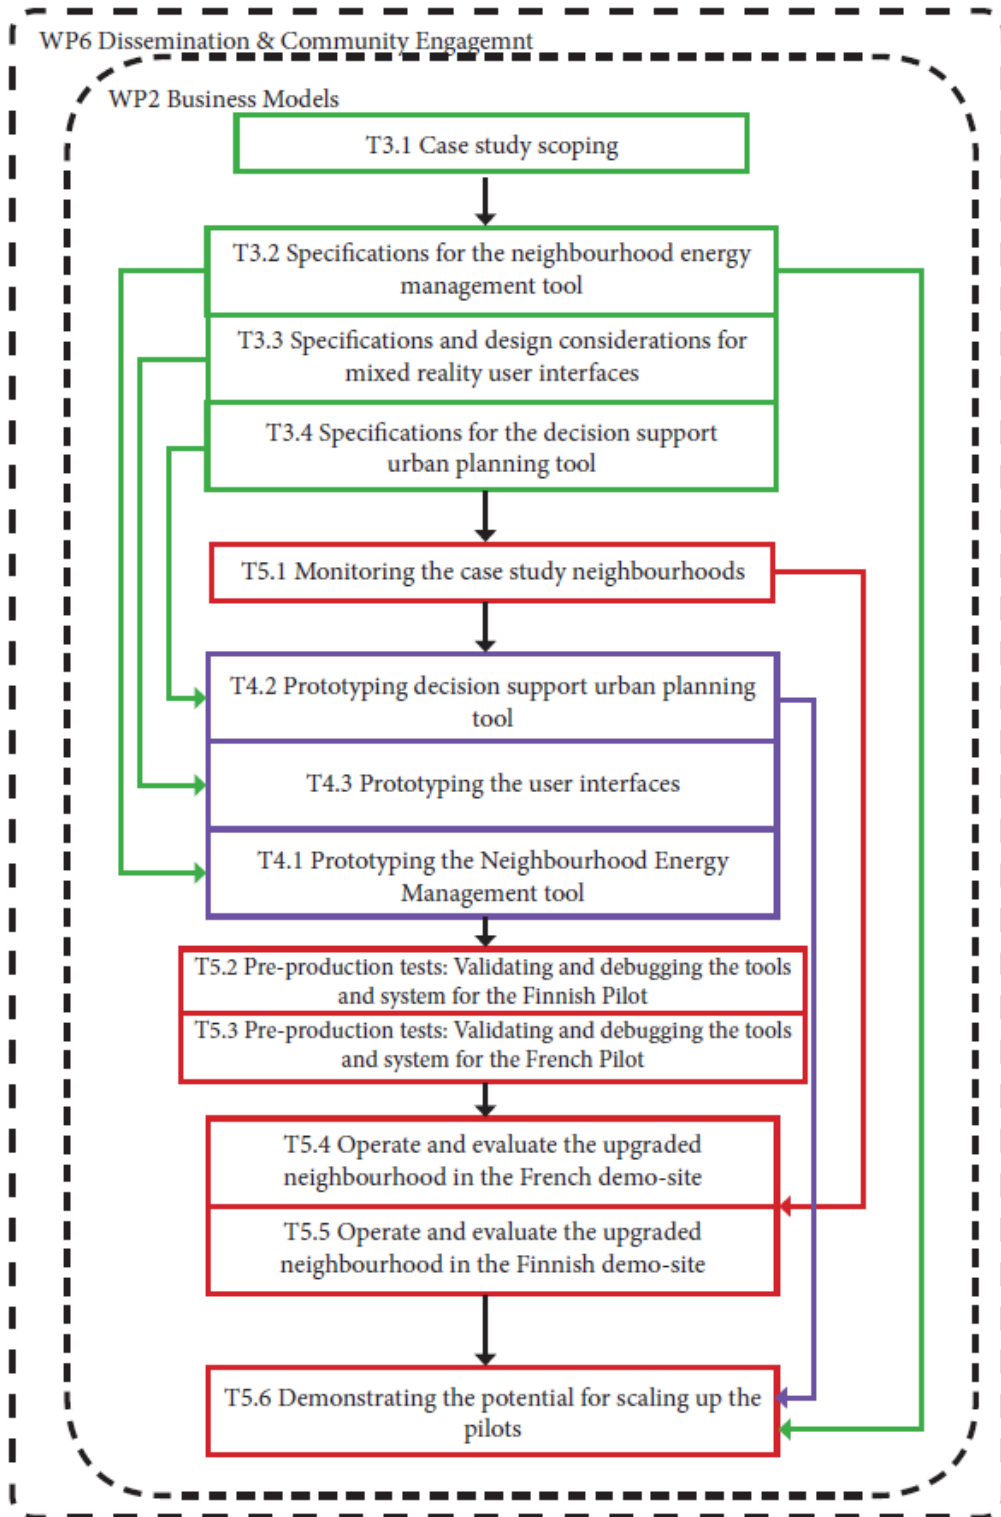 WP6 Dissemination & Community Engagemnt
WP2 Business Models
T3.1 Case study scoping
T3.2 Specifications for the neighbourhood energy
management tool
T3.3 Specifications and design considerations for
mixed reality user interfaces
T3.4 Specifications for the decision support
urban planning tool
T5.1 Monitoring the case study neighbourhoods
T4.2 Prototyping decision support urban planning
tool
T4.3 Prototyping the user interfaces
T4.1 Prototyping the Neighbourhood Energy
Management tool
T5.2 Pre-production tests: Validating and debugging the tools
and system for the Finnish Pilot
T5.3 Pre-production tests: Validating and debugging the tools
and system for the French Pilot
T5.4 Operate and evaluate the upgraded
neighbourhood in the French demo-site
T5.5 Operate and evaluate the upgraded
neighbourhood in the Finnish demo-site
T5.6 Demonstrating the potential for scaling up the
pilots